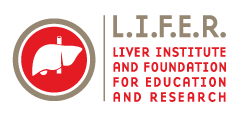 L.I.F.E.R.
LIVER INSTITUTE
AND FOUNDATION
FOR EDUCATION
AND RESEARCH